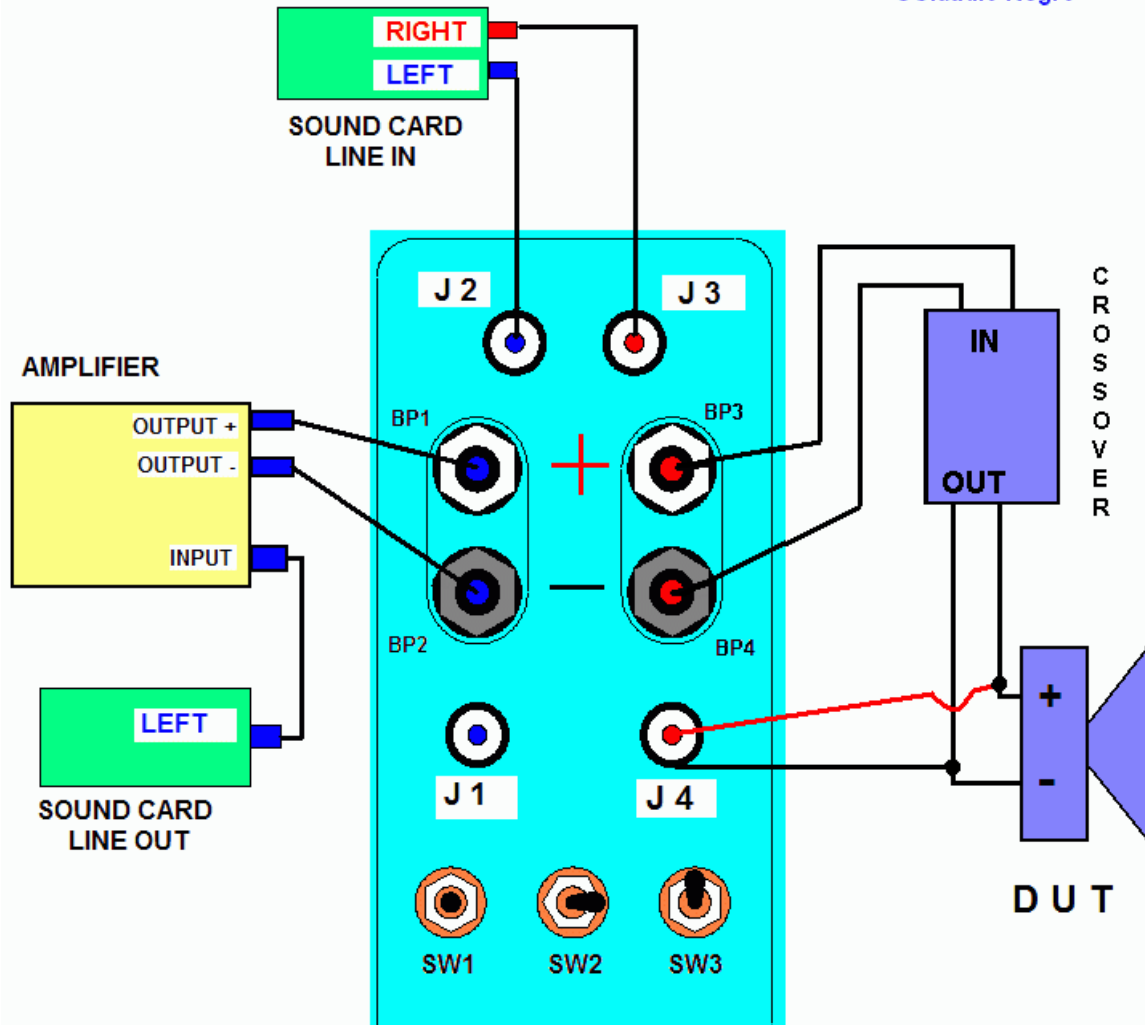 RIGHT
LEFT
SOUND CARD
LINE IN
J 2
J 3
CROSSOVER
IN
OUT
AMPLIFIER
OUTPUT +
OUTPUT -
INPUT
BP1
BP3
+
−
BP2
BP4
LEFT
SOUND CARD
LINE OUT
J 1
J 4
+
-
D U T
SW1
SW2
SW3